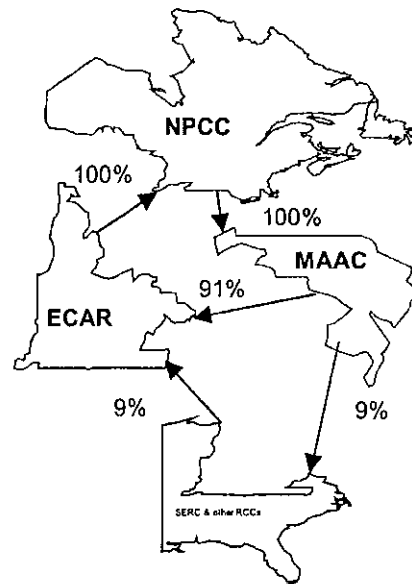 NPCC
100%
100%
MAAC
91%
ECAR
9%
9%
SERC & other RCCs